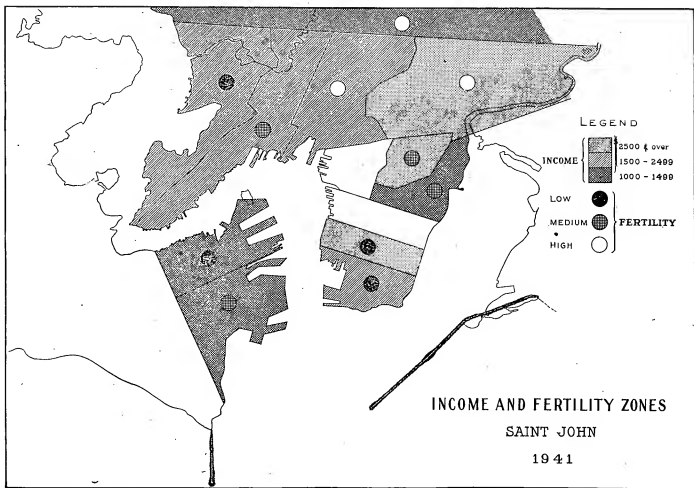 LEGEND
INCOME
2500 & over
1500 - 2499
1000 - 1499
LOW
MEDIUM
FERTILITY
HIGH
INCOME AND FERTILITY ZONES
SAINT JOHN
1941